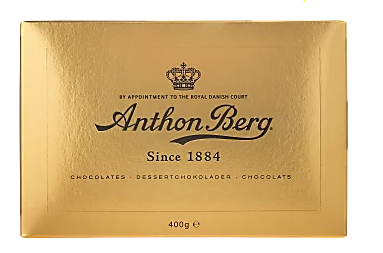 BY APPOINTMENT TO THE ROYAL DANISH COURT
Anthon Berg
Since 1884
CHOCOLATES - DESSERTCHOKOLADER - CHOCOLATS
400g ℮